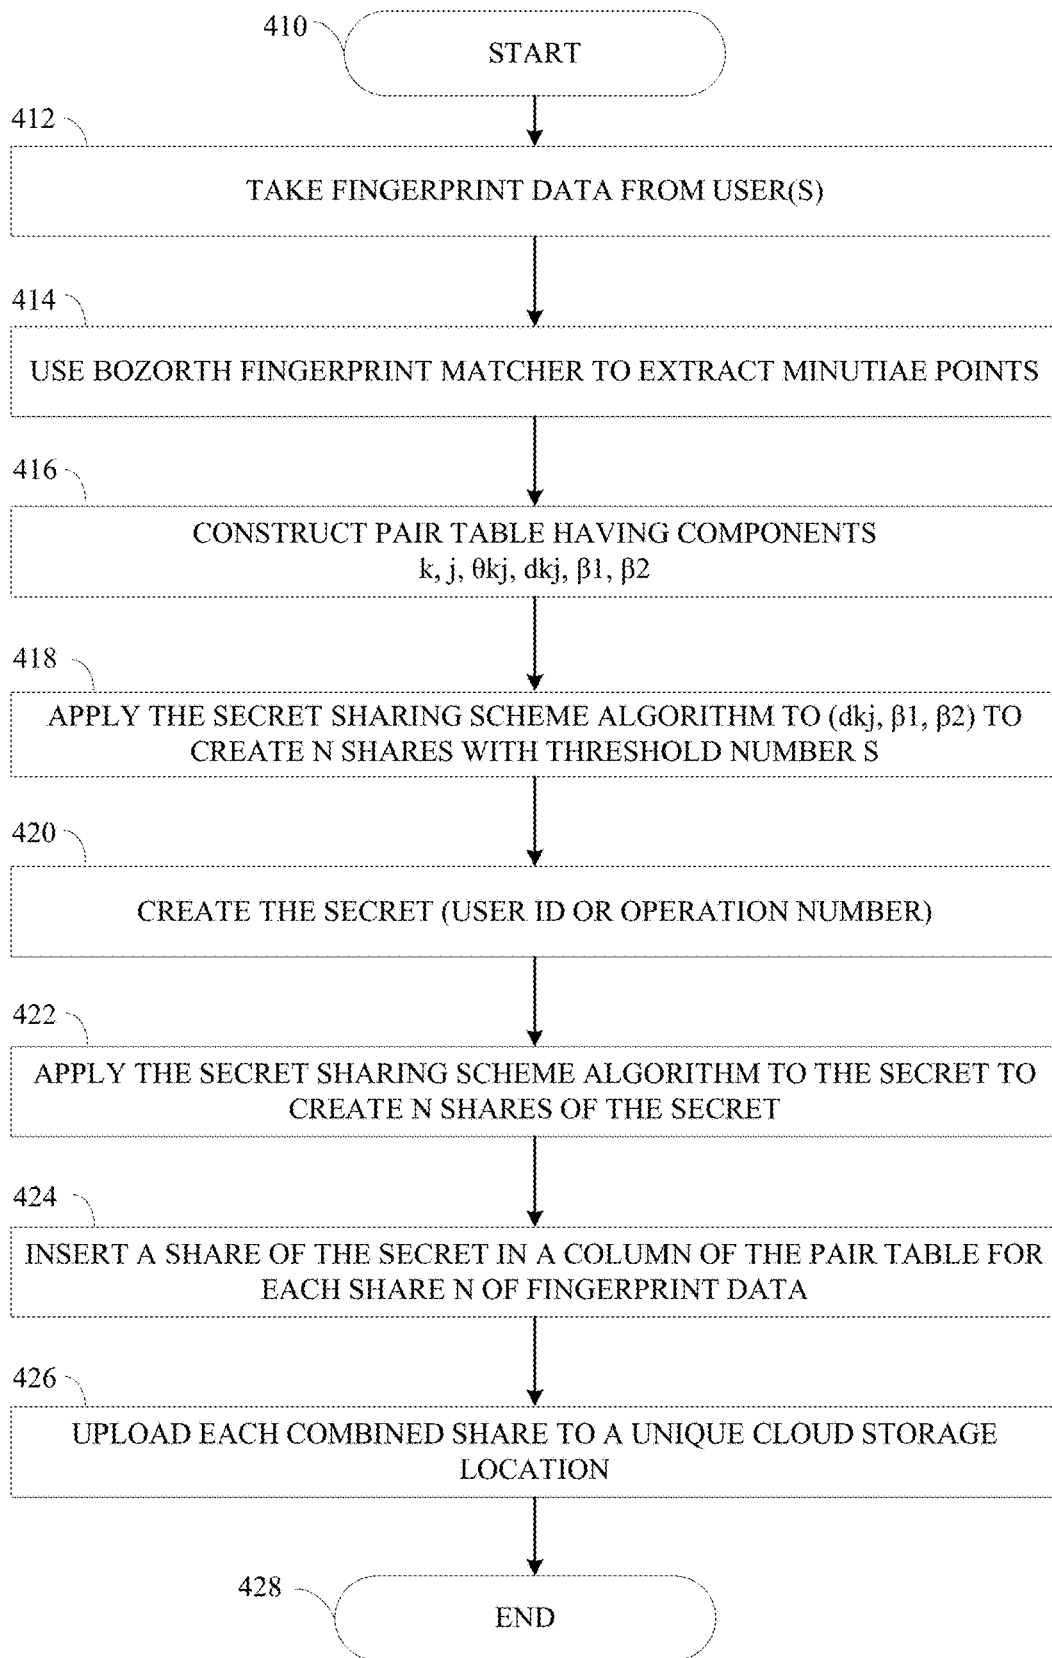 410
START
412
TAKE FINGERPRINT DATA FROM USER(S)
414
USE BOZORTH FINGERPRINT MATCHER TO EXTRACT MINUTIAE POINTS
416
CONSTRUCT PAIR TABLE HAVING COMPONENTS
k, j, θkj, dkj, β1, β2
418
APPLY THE SECRET SHARING SCHEME ALGORITHM TO (dkj, β1, β2) TO
CREATE N SHARES WITH THRESHOLD NUMBER S
420
CREATE THE SECRET (USER ID OR OPERATION NUMBER)
422
APPLY THE SECRET SHARING SCHEME ALGORITHM TO THE SECRET TO
CREATE N SHARES OF THE SECRET
424
INSERT A SHARE OF THE SECRET IN A COLUMN OF THE PAIR TABLE FOR
EACH SHARE N OF FINGERPRINT DATA
426
UPLOAD EACH COMBINED SHARE TO A UNIQUE CLOUD STORAGE
LOCATION
428
END